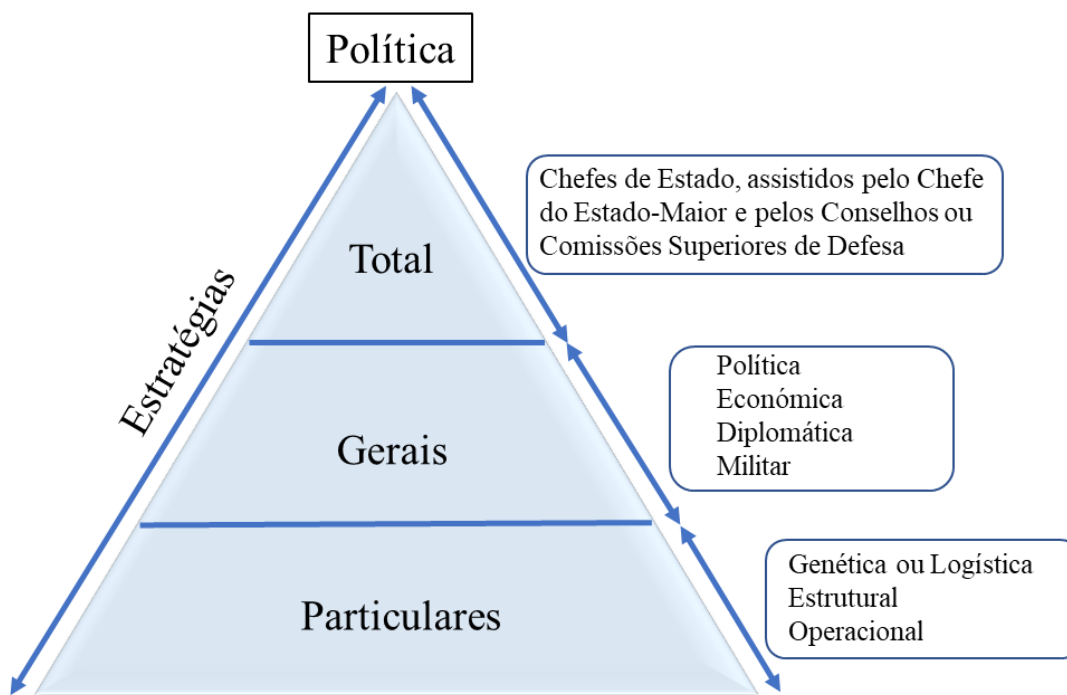 Política
Chefes de Estado, assistidos pelo Chefe
do Estado-Maior e pelos Conselhos ou
Comissões Superiores de Defesa
Total
Estratégias
Política
Económica
Diplomática
Militar
Gerais
Genética ou Logística
Estrutural
Operacional
Particulares